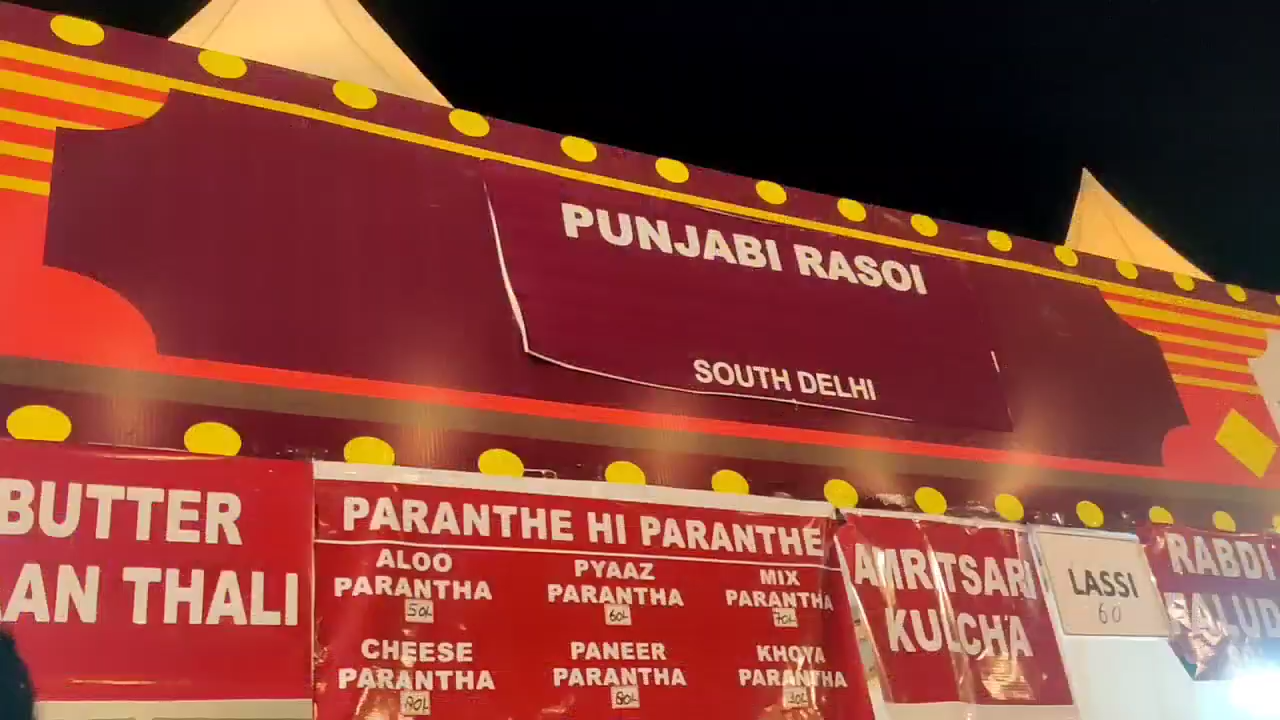 PUNJABI RASOI
SOUTH DELHI
BUTTER
AN THALI
PARANTHE HI PARANTHE
ALOO
PARANTHA
50/-
PYAAZ
PARANTHA
60/-
MIX
PARANTHA
70/-
CHEESE
PARANTHA
PANEER
PARANTHA
80/-
KHOYA
PARANTHA
AMRITSARI
KULCHA
LASSI
60
RABDI